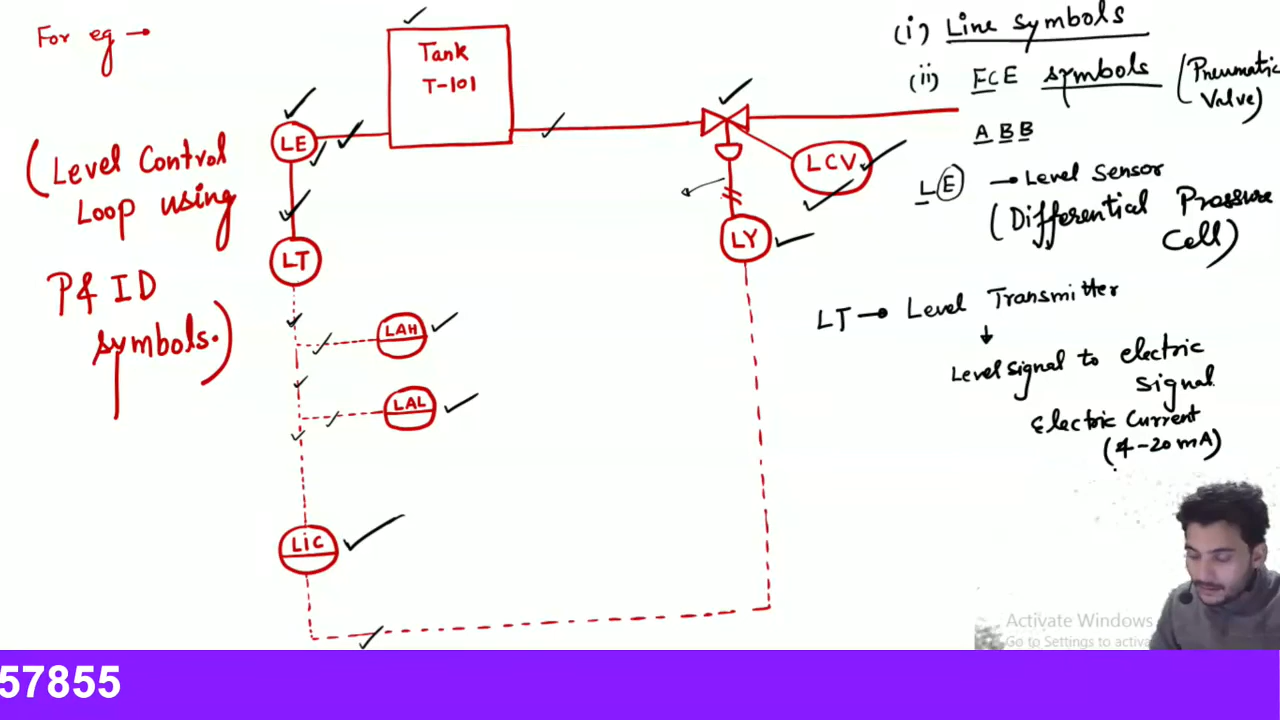 For eg →
(Level Control
Loop using
P& ID
symbols.)
Tank
T-101
LE
LT
LAH
LAL
LIC
LCV
LY
(i) Line symbols
(ii) FCE symbols (Pneumatic
Valve)
A B B
LE → Level Sensor
(Differential Pressure
Cell)
LT → Level Transmitter
↓
Level signal to electric
signal.
Electric Current
(4-20 mA)
Activate Windows
Go to Settings to activa
57855